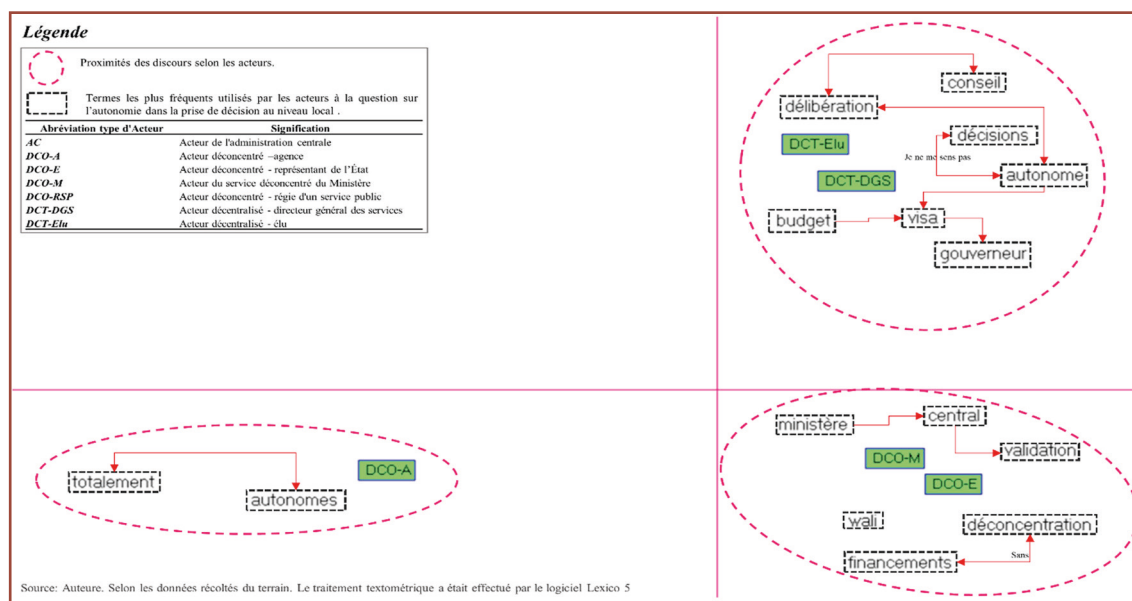 Légende
Proximités des discours selon les acteurs.
Termes les plus fréquents utilisés par les acteurs à la question sur
l'autonomie dans la prise de décision au niveau local .
Abréviation type d'Acteur Signification
AC Acteur de l'administration centrale
DCO-A Acteur déconcentré –agence
DCO-E Acteur déconcentré - représentant de l'État
DCO-M Acteur du service déconcentré du Ministère
DCO-RSP Acteur déconcentré - régie d'un service public
DCT-DGS Acteur décentralisé - directeur général des services
DCT-Elu Acteur décentralisé - élu
conseil
délibération
décisions
DCT-Elu
Je ne me sens pas
DCT-DGS
autonome
budget
visa
gouverneur
totalement
DCO-A
autonomes
ministère
central
validation
DCO-M
DCO-E
wali
déconcentration
Sans
financements
Source: Auteure. Selon les données récoltés du terrain. Le traitement textométrique a était effectué par le logiciel Lexico 5